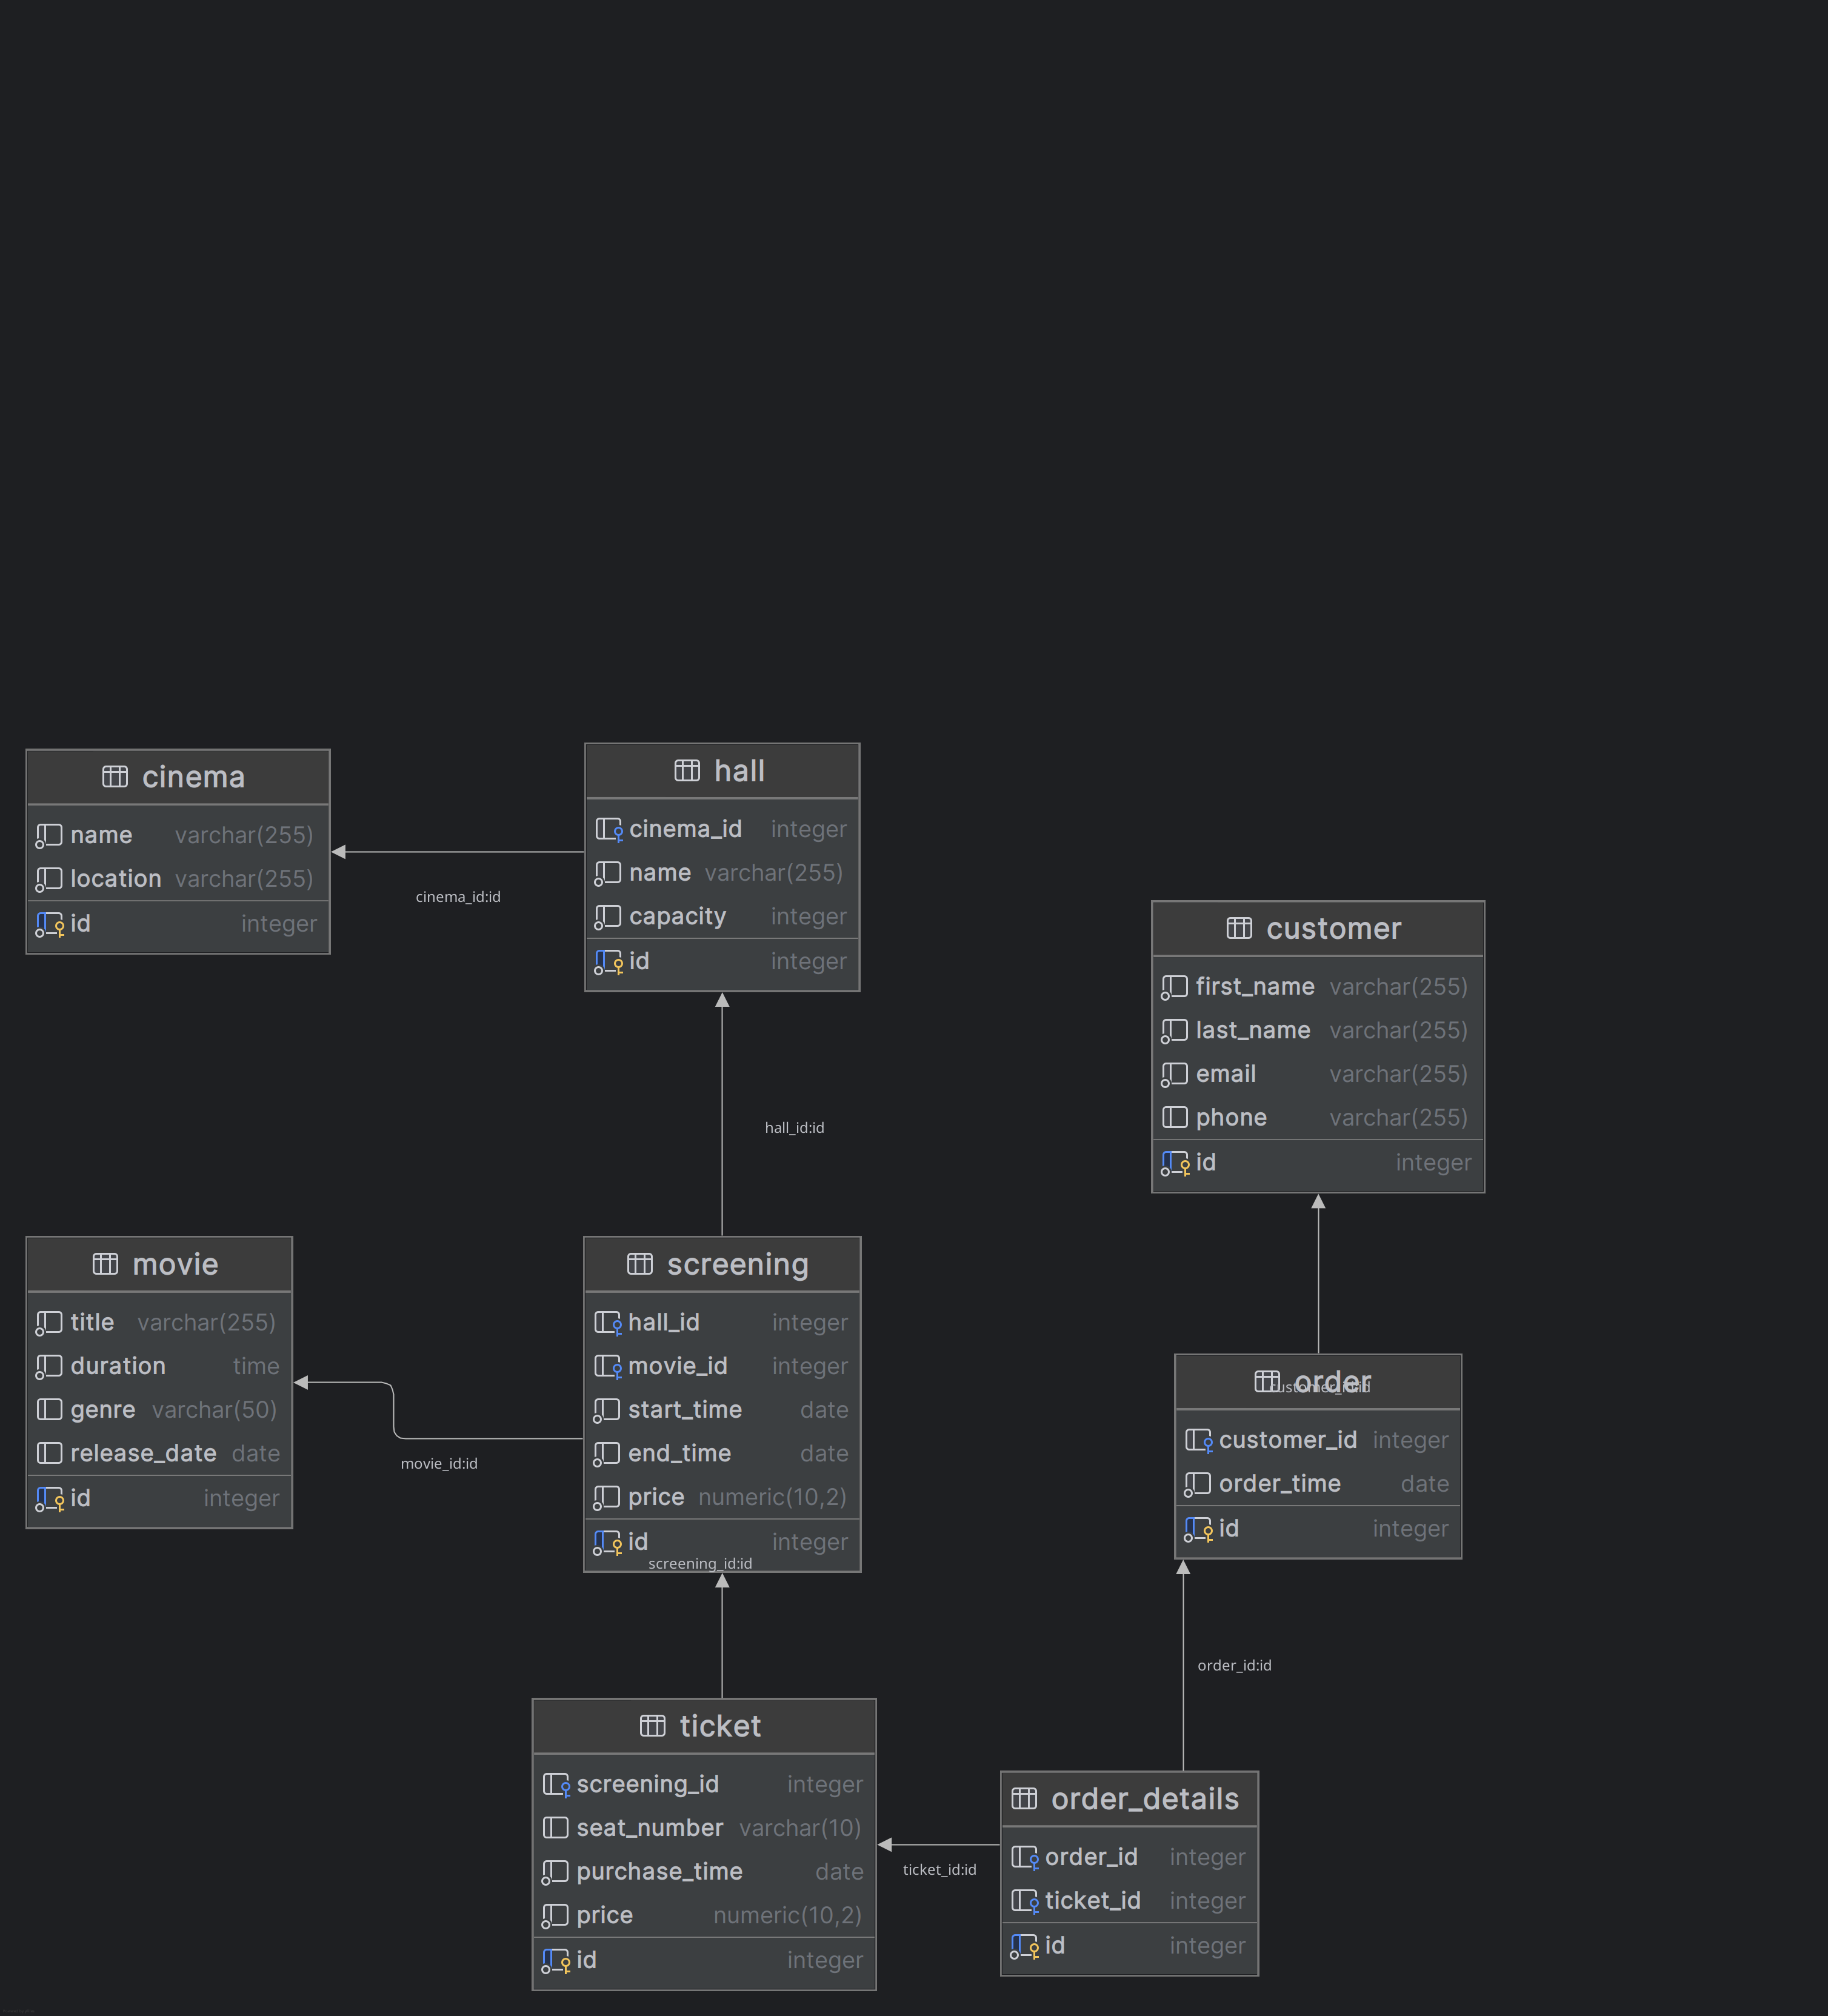 cinema
name varchar(255)
location varchar(255)
id integer
cinema_id:id
hall
cinema_id integer
name varchar(255)
capacity integer
id integer
hall_id:id
customer
first_name varchar(255)
last_name varchar(255)
email varchar(255)
phone varchar(255)
id integer
movie
title varchar(255)
duration time
genre varchar(50)
release_date date
id integer
movie_id:id
screening
hall_id integer
movie_id integer
start_time date
end_time date
price numeric(10,2)
id integer
screening_id:id
order
customer_id:id
customer_id integer
order_time date
id integer
order_id:id
ticket
screening_id integer
seat_number varchar(10)
purchase_time date
price numeric(10,2)
id integer
ticket_id:id
order_details
order_id integer
ticket_id integer
id integer